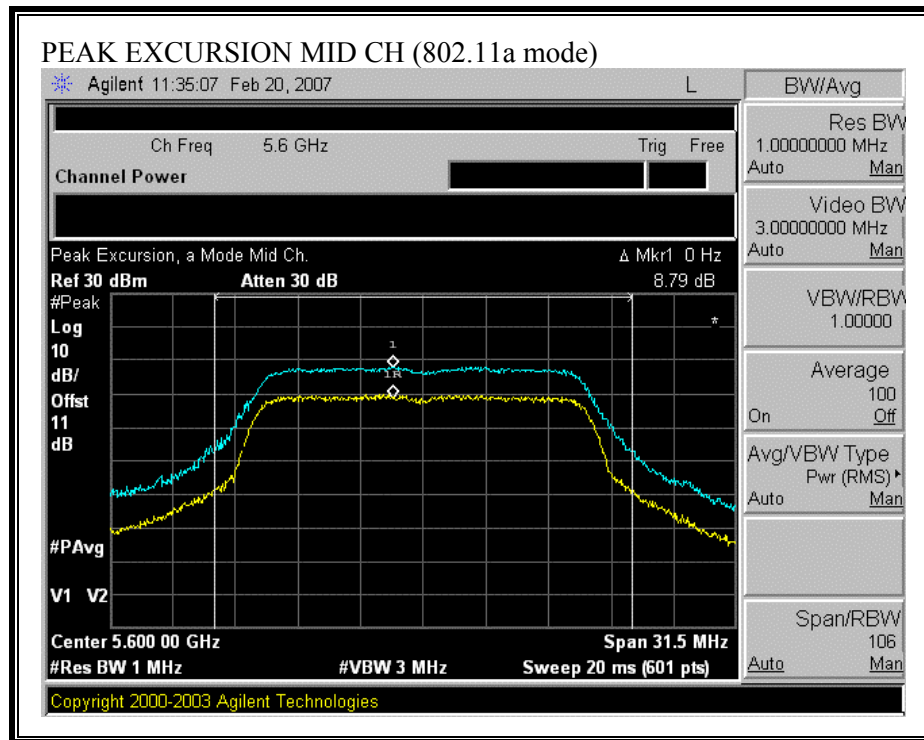 PEAK EXCURSION MID CH (802.11a mode)
Agilent 11:35:07 Feb 20, 2007 L
Ch Freq 5.6 GHz Trig Free
Channel Power
Peak Excursion, a Mode Mid Ch. Δ Mkr1 0 Hz
Ref 30 dBm Atten 30 dB 8.79 dB
#Peak
Log
10
dB/
Offst
11
dB
#PAvg
V1 V2
1
1R
*
Center 5.600 00 GHz Span 31.5 MHz
#Res BW 1 MHz #VBW 3 MHz Sweep 20 ms (601 pts)
Copyright 2000-2003 Agilent Technologies
BW/Avg
Res BW
1.00000000 MHz
Auto Man
Video BW
3.00000000 MHz
Auto Man
VBW/RBW
1.00000
Average
100
On Off
Avg/VBW Type
Pwr (RMS)
Auto Man
Span/RBW
106
Auto Man